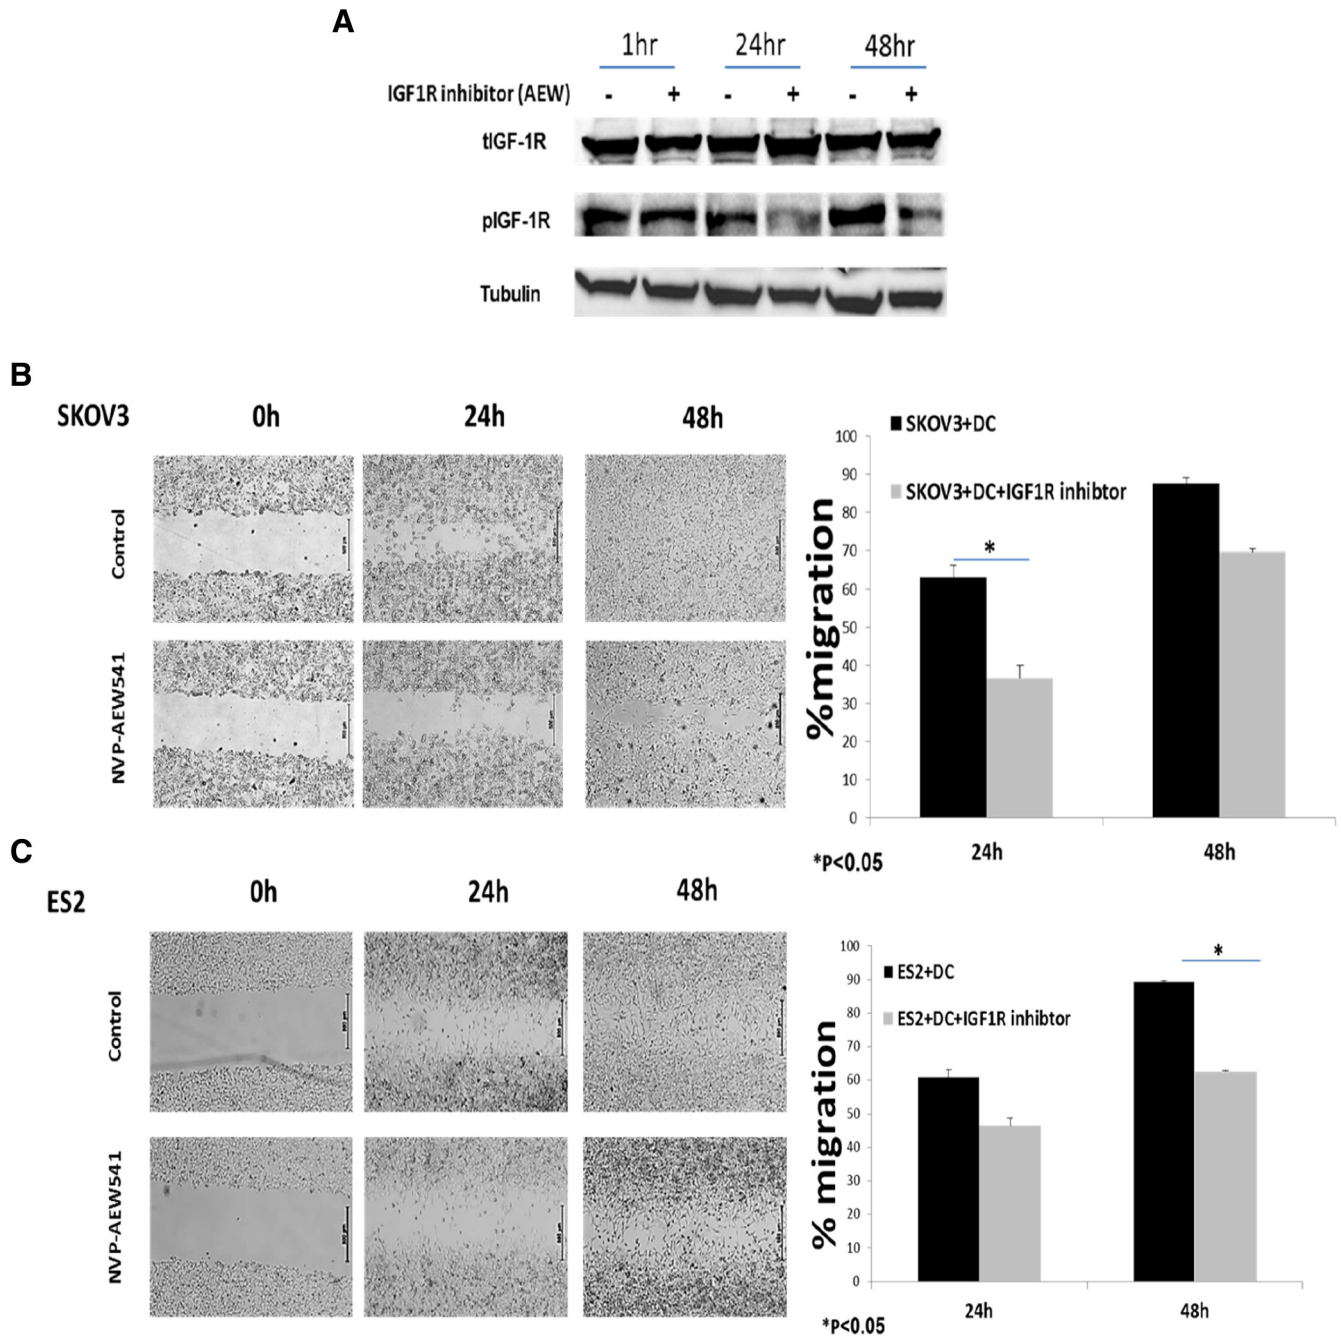 A
1hr 24hr 48hr
IGF1R inhibitor (AEW) - + - + - +
tIGF-1R
pIGF-1R
Tubulin
B
SKOV3 0h 24h 48h
Control
NVP-AEW541
SKOV3+DC
SKOV3+DC+IGF1R inhibtor
%migration
100
90
80
70
60
50
40
30
20
10
0
*
24h 48h
*P<0.05
C
ES2 0h 24h 48h
Control
NVP-AEW541
ES2+DC
ES2+DC+IGF1R inhibtor
% migration
100
90
80
70
60
50
40
30
20
10
0
*
24h 48h
*P<0.05